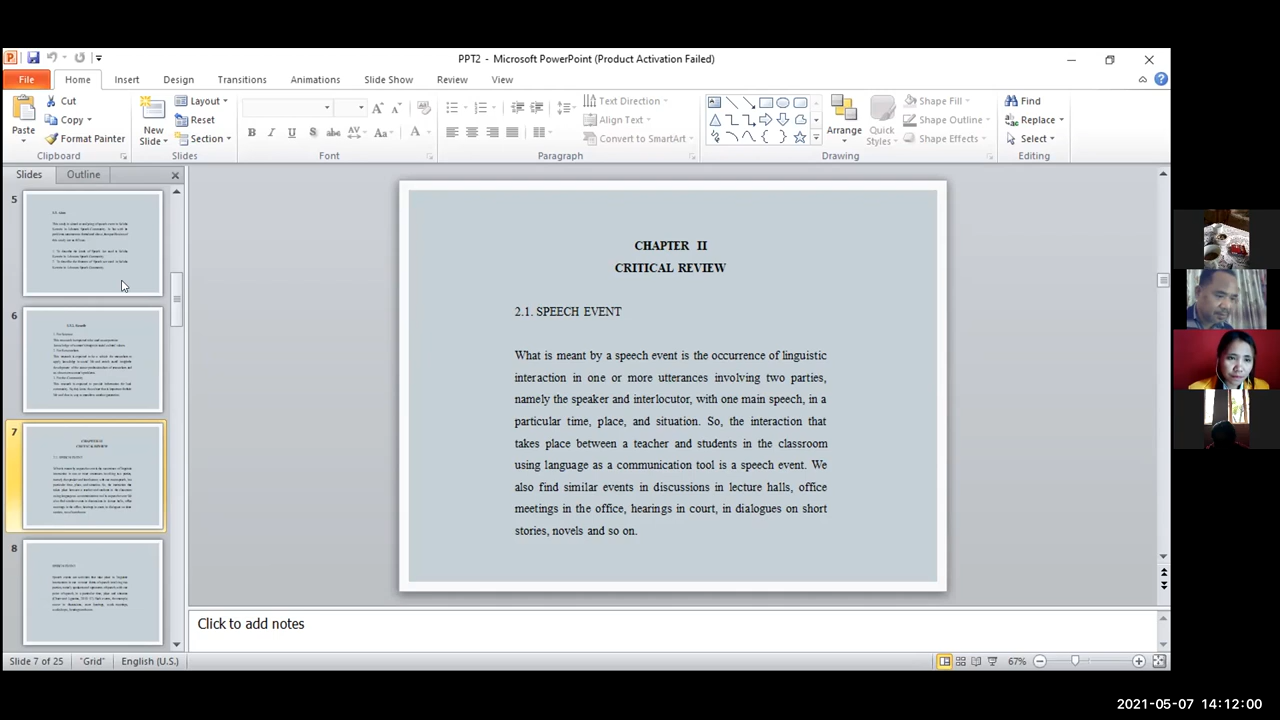 PPT2 - Microsoft PowerPoint (Product Activation Failed)
File Home Insert Design Transitions Animations Slide Show Review View
Paste
Cut
Copy
Format Painter
Clipboard
New Slide
Layout
Reset
Section
Slides
Font
Text Direction
Align Text
Convert to SmartArt
Paragraph
Arrange
Quick Styles
Shape Fill
Shape Outline
Shape Effects
Drawing
Find
Replace
Select
Editing
Slides Outline
5
6
7
8
CHAPTER II
CRITICAL REVIEW
2.1. SPEECH EVENT
What is meant by a speech event is the occurrence of linguistic
interaction in one or more utterances involving two parties,
namely the speaker and interlocutor, with one main speech, in a
particular time, place, and situation. So, the interaction that
takes place between a teacher and students in the classroom
using language as a communication tool is a speech event. We
also find similar events in discussions in lecture halls, office
meetings in the office, hearings in court, in dialogues on short
stories, novels and so on.
Click to add notes
Slide 7 of 25 "Grid" English (U.S.) 67%
2021-05-07 14:12:00